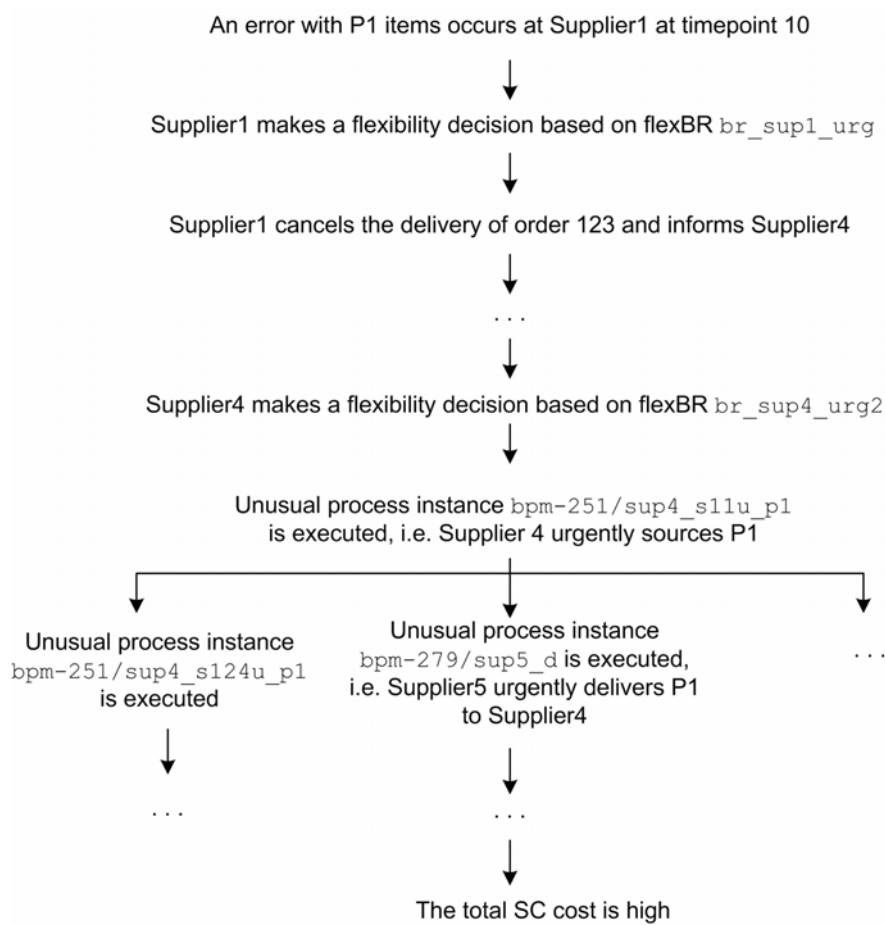 An error with P1 items occurs at Supplier1 at timepoint 10
Supplier1 makes a flexibility decision based on flexBR br_sup1_urg
Supplier1 cancels the delivery of order 123 and informs Supplier4
. . .
Supplier4 makes a flexibility decision based on flexBR br_sup4_urg2
Unusual process instance bpm-251/sup4_s11u_p1
is executed, i.e. Supplier 4 urgently sources P1
Unusual process instance
bpm-251/sup4_s124u_p1
is executed
. . .
Unusual process instance
bpm-279/sup5_d is executed,
i.e. Supplier5 urgently delivers P1
to Supplier4
. . .
The total SC cost is high
. . .